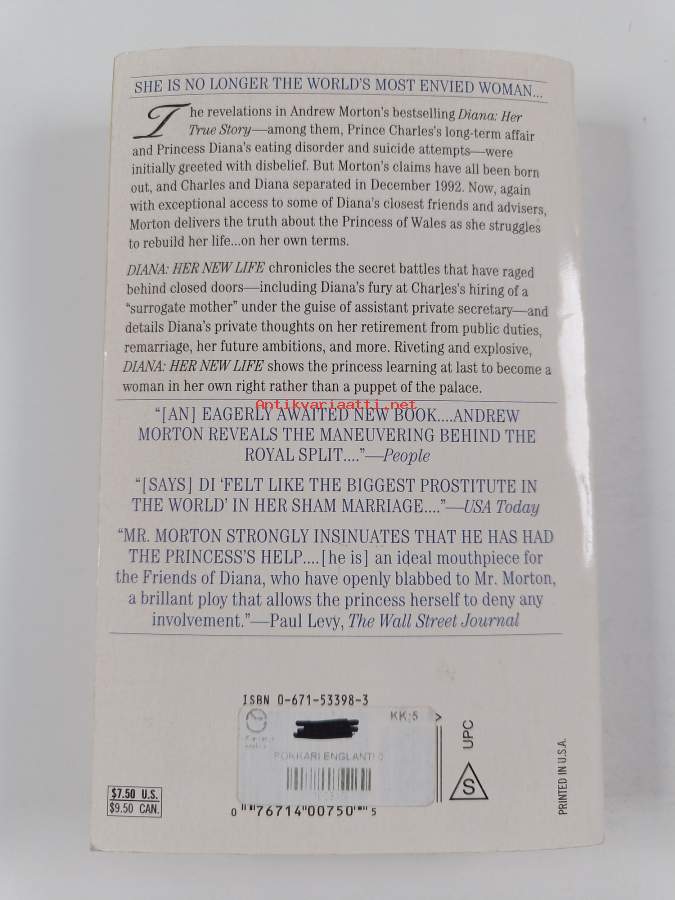 SHE IS NO LONGER THE WORLD'S MOST ENVIED WOMAN...
The revelations in Andrew Morton's bestselling Diana: Her
True Story—among them, Prince Charles's long-term affair
and Princess Diana's eating disorder and suicide attempts—were
initially greeted with disbelief. But Morton's claims have all been born
out, and Charles and Diana separated in December 1992. Now, again
with exceptional access to some of Diana's closest friends and advisers,
Morton delivers the truth about the Princess of Wales as she struggles
to rebuild her life...on her own terms.
DIANA: HER NEW LIFE chronicles the secret battles that have raged
behind closed doors—including Diana's fury at Charles's hiring of a
"surrogate mother" under the guise of assistant private secretary—and
details Diana's private thoughts on her retirement from public duties,
remarriage, her future ambitions, and more. Riveting and explosive,
DIANA: HER NEW LIFE shows the princess learning at last to become a
woman in her own right rather than a puppet of the palace.
Antikvariaatti.net
"[AN] EAGERLY AWAITED NEW BOOK....ANDREW
MORTON REVEALS THE MANEUVERING BEHIND THE
ROYAL SPLIT...."—People
"[SAYS] DI 'FELT LIKE THE BIGGEST PROSTITUTE IN
THE WORLD' IN HER SHAM MARRIAGE...."—USA Today
"MR. MORTON STRONGLY INSINUATES THAT HE HAS HAD
THE PRINCESS'S HELP....[he is] an ideal mouthpiece for
the Friends of Diana, who have openly blabbed to Mr. Morton,
a brilliant ploy that allows the princess herself to deny any
involvement."—Paul Levy, The Wall Street Journal
ISBN 0-671-53398-3
KK:5 >
POKKARI ENGLANTI
UPC
S
PRINTED IN U.S.A.
$7.50 U.S.
$9.50 CAN.
0 76714 00750 5